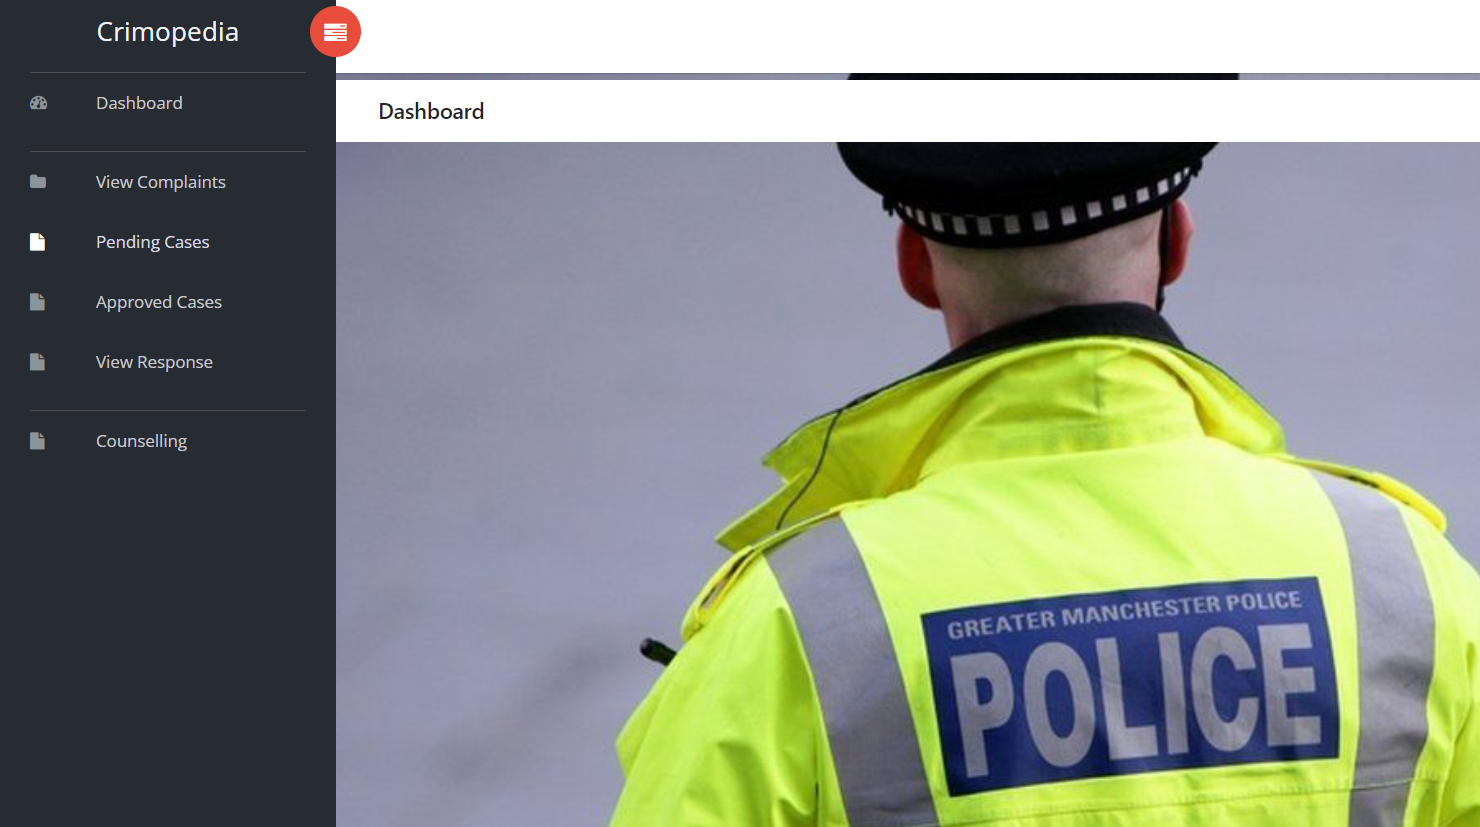 Crimopedia
Dashboard
View Complaints
Pending Cases
Approved Cases
View Response
Counselling
Dashboard
GREATER MANCHESTER POLICE
POLICE